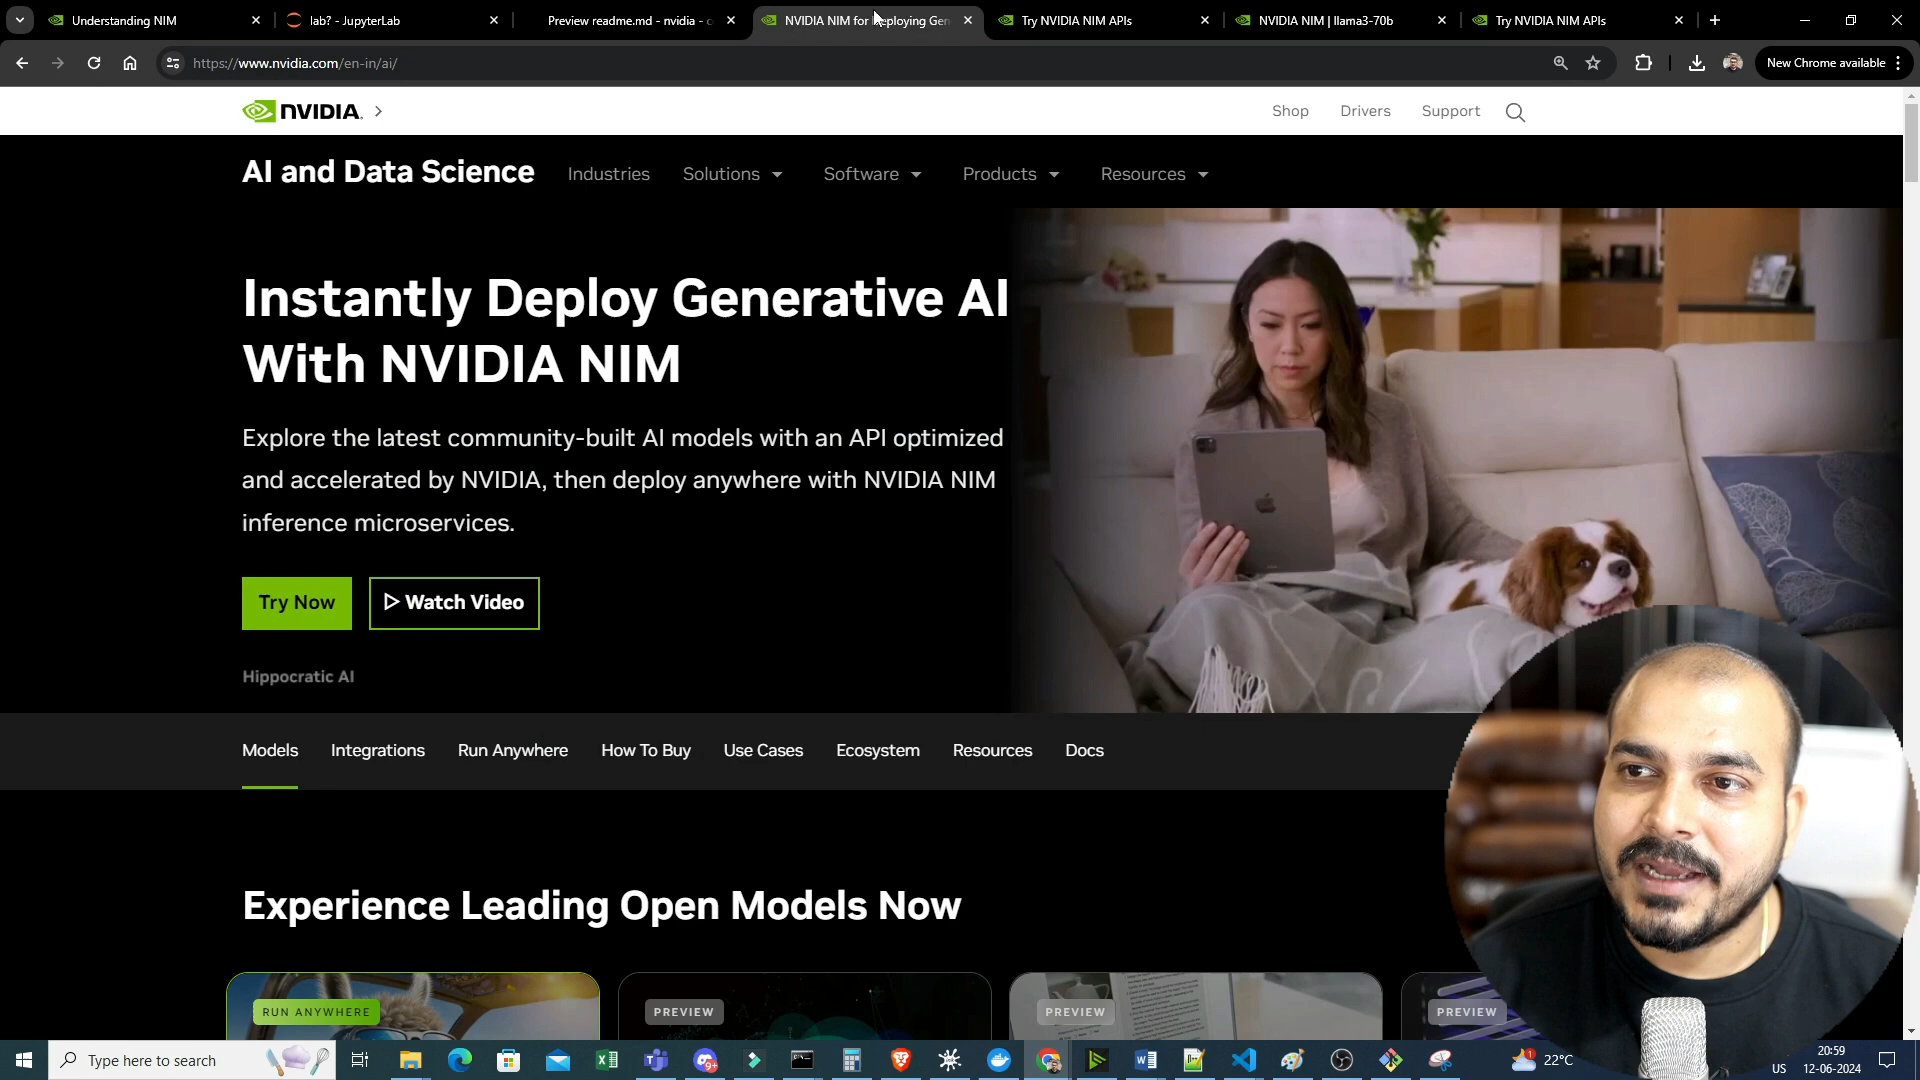 Understanding NIM
lab? - JupyterLab
Preview readme.md - nvidia - c
NVIDIA NIM for Deploying Gen
Try NVIDIA NIM APIs
NVIDIA NIM | llama3-70b
Try NVIDIA NIM APIs
https://www.nvidia.com/en-in/ai/
New Chrome available
NVIDIA.
Shop
Drivers
Support
AI and Data Science
Industries
Solutions
Software
Products
Resources
Instantly Deploy Generative AI
With NVIDIA NIM
Explore the latest community-built AI models with an API optimized
and accelerated by NVIDIA, then deploy anywhere with NVIDIA NIM
inference microservices.
Try Now
Watch Video
Hippocratic AI
Models
Integrations
Run Anywhere
How To Buy
Use Cases
Ecosystem
Resources
Docs
Experience Leading Open Models Now
RUN ANYWHERE
PREVIEW
PREVIEW
PREVIEW
Type here to search
9+
1
22°C
US
20:59
12-06-2024